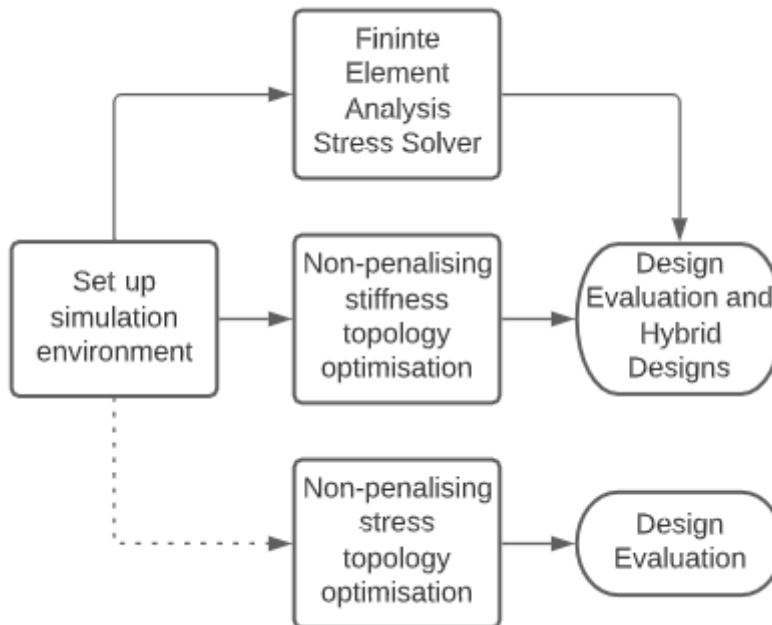 Fininte
Element
Analysis
Stress Solver
Set up
simulation
environment
Non-penalising
stiffness
topology
optimisation
Design
Evaluation and
Hybrid
Designs
Non-penalising
stress
topology
optimisation
Design
Evaluation